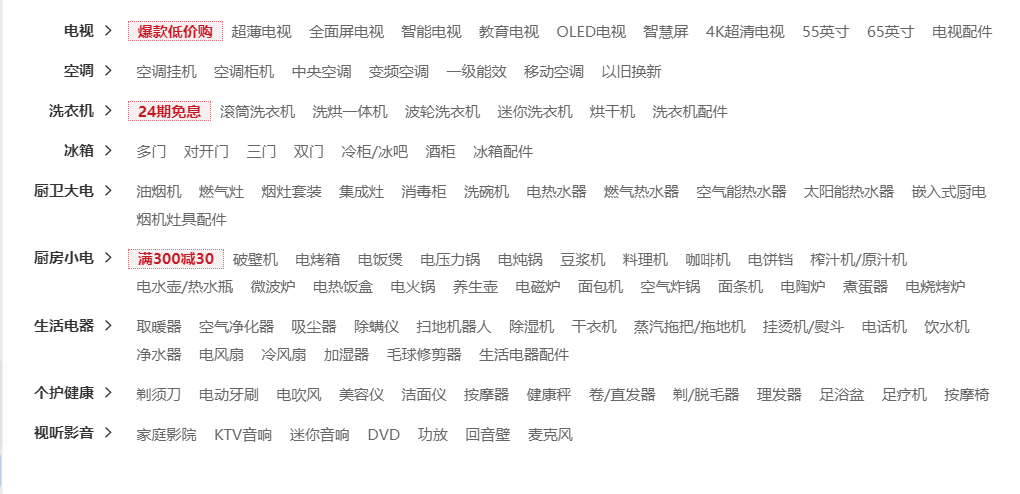 电视 > 爆款低价购 超薄电视 全面屏电视 智能电视 教育电视 OLED电视 智慧屏 4K超清电视 55英寸 65英寸 电视配件
空调 > 空调挂机 空调柜机 中央空调 变频空调 一级能效 移动空调 以旧换新
洗衣机 > 24期免息 滚筒洗衣机 洗烘一体机 波轮洗衣机 迷你洗衣机 烘干机 洗衣机配件
冰箱 > 多门 对开门 三门 双门 冷柜/冰吧 酒柜 冰箱配件
厨卫大电 > 油烟机 燃气灶 烟灶套装 集成灶 消毒柜 洗碗机 电热水器 燃气热水器 空气能热水器 太阳能热水器 嵌入式厨电
烟机灶具配件
厨房小电 > 满300减30 破壁机 电烤箱 电饭煲 电压力锅 电炖锅 豆浆机 料理机 咖啡机 电饼铛 榨汁机/原汁机
电水壶/热水瓶 微波炉 电热饭盒 电火锅 养生壶 电磁炉 面包机 空气炸锅 面条机 电陶炉 煮蛋器 电烧烤炉
生活电器 > 取暖器 空气净化器 吸尘器 除螨仪 扫地机器人 除湿机 干衣机 蒸汽拖把/拖地机 挂烫机/熨斗 电话机 饮水机
净水器 电风扇 冷风扇 加湿器 毛球修剪器 生活电器配件
个护健康 > 剃须刀 电动牙刷 电吹风 美容仪 洁面仪 按摩器 健康秤 卷/直发器 剃/脱毛器 理发器 足浴盆 足疗机 按摩椅
视听影音 > 家庭影院 KTV音响 迷你音响 DVD 功放 回音壁 麦克风